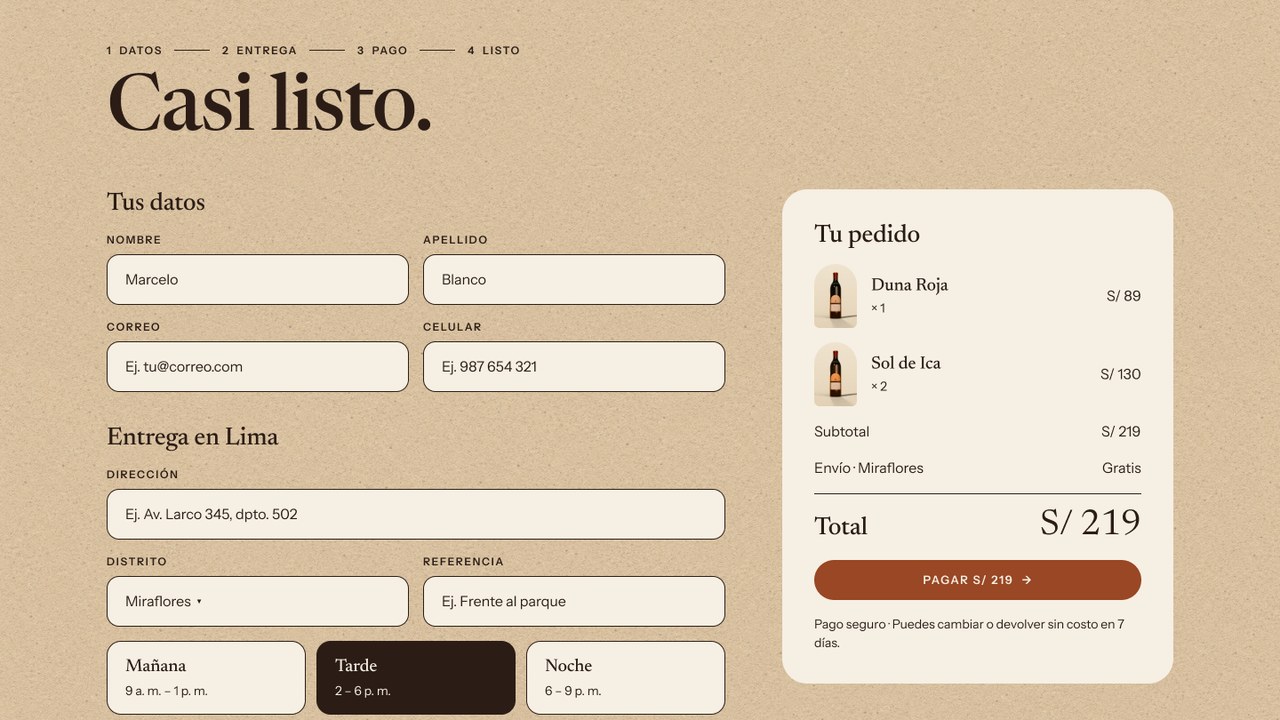 1 DATOS 2 ENTREGA 3 PAGO 4 LISTO
Casi listo.
Tus datos
NOMBRE
Marcelo
APELLIDO
Blanco
CORREO
Ej. tu@correo.com
CELULAR
Ej. 987 654 321
Entrega en Lima
DIRECCIÓN
Ej. Av. Larco 345, dpto. 502
DISTRITO
Miraflores ▾
REFERENCIA
Ej. Frente al parque
Mañana
9 a. m. – 1 p. m.
Tarde
2 – 6 p. m.
Noche
6 – 9 p. m.
Tu pedido
Duna Roja
× 1
S/ 89
Sol de Ica
× 2
S/ 130
Subtotal S/ 219
Envío · Miraflores Gratis
Total S/ 219
PAGAR S/ 219 →
Pago seguro · Puedes cambiar o devolver sin costo en 7
días.